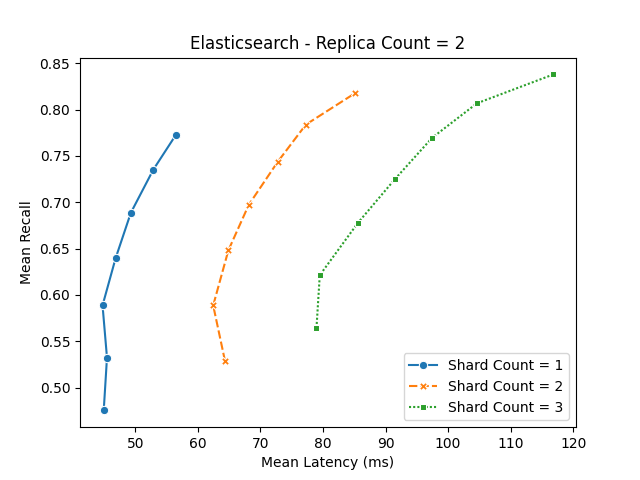 Elasticsearch - Replica Count = 2
Mean Recall
0.85
0.80
0.75
0.70
0.65
0.60
0.55
0.50
Shard Count = 1
Shard Count = 2
Shard Count = 3
50
60
70
80
90
100
110
120
Mean Latency (ms)